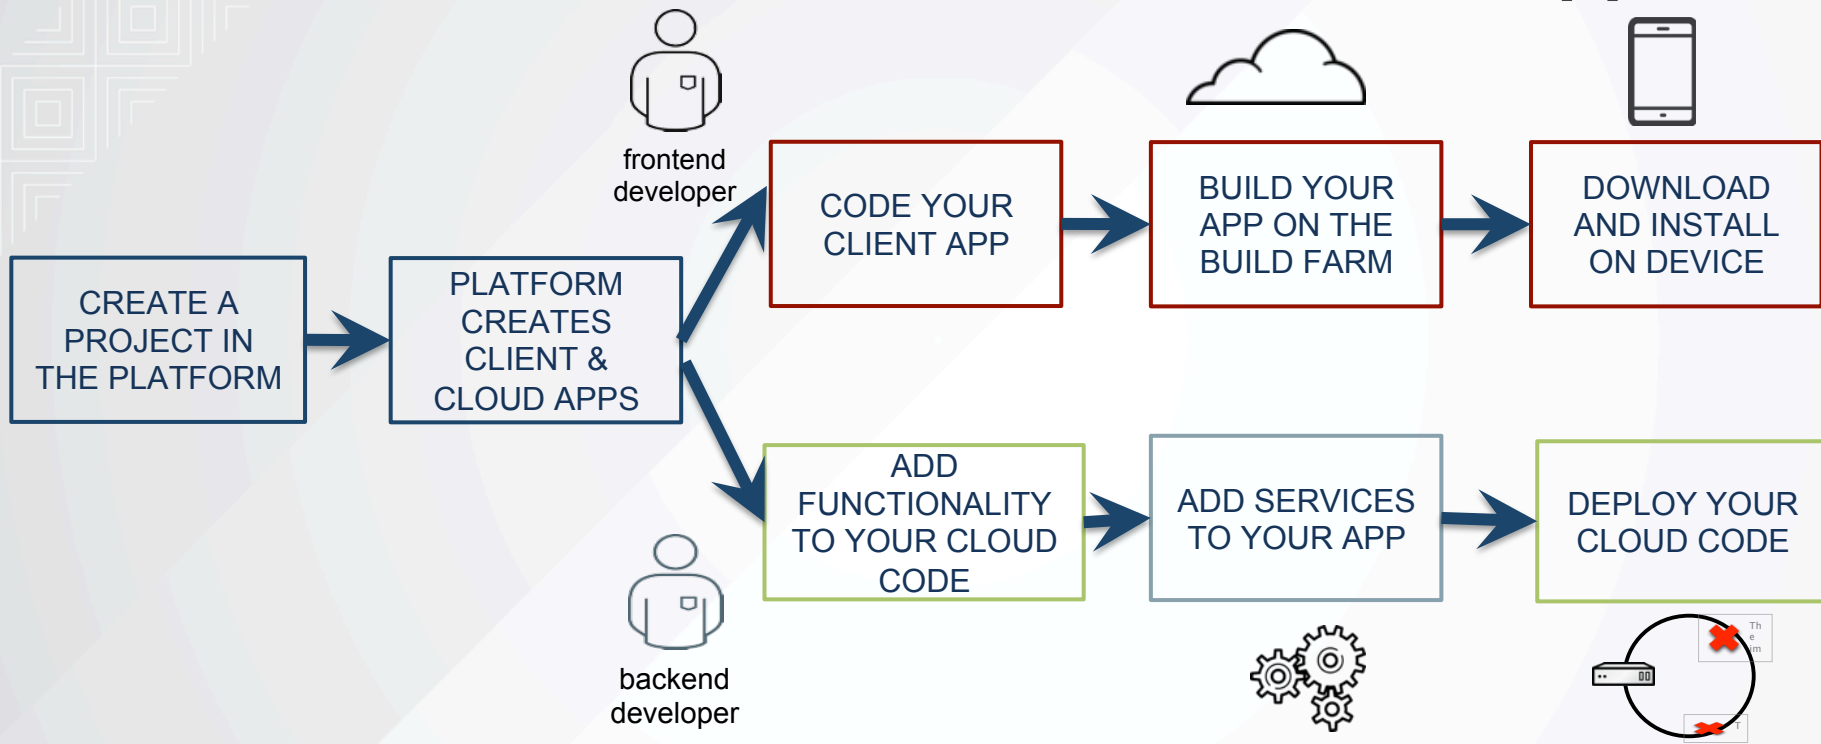 frontend
developer
CODE YOUR
CLIENT APP
BUILD YOUR
APP ON THE
BUILD FARM
DOWNLOAD
AND INSTALL
ON DEVICE
CREATE A
PROJECT IN
THE PLATFORM
PLATFORM
CREATES
CLIENT &
CLOUD APPS
ADD
FUNCTIONALITY
TO YOUR CLOUD
CODE
ADD SERVICES
TO YOUR APP
DEPLOY YOUR
CLOUD CODE
backend
developer
Th
e
im
T